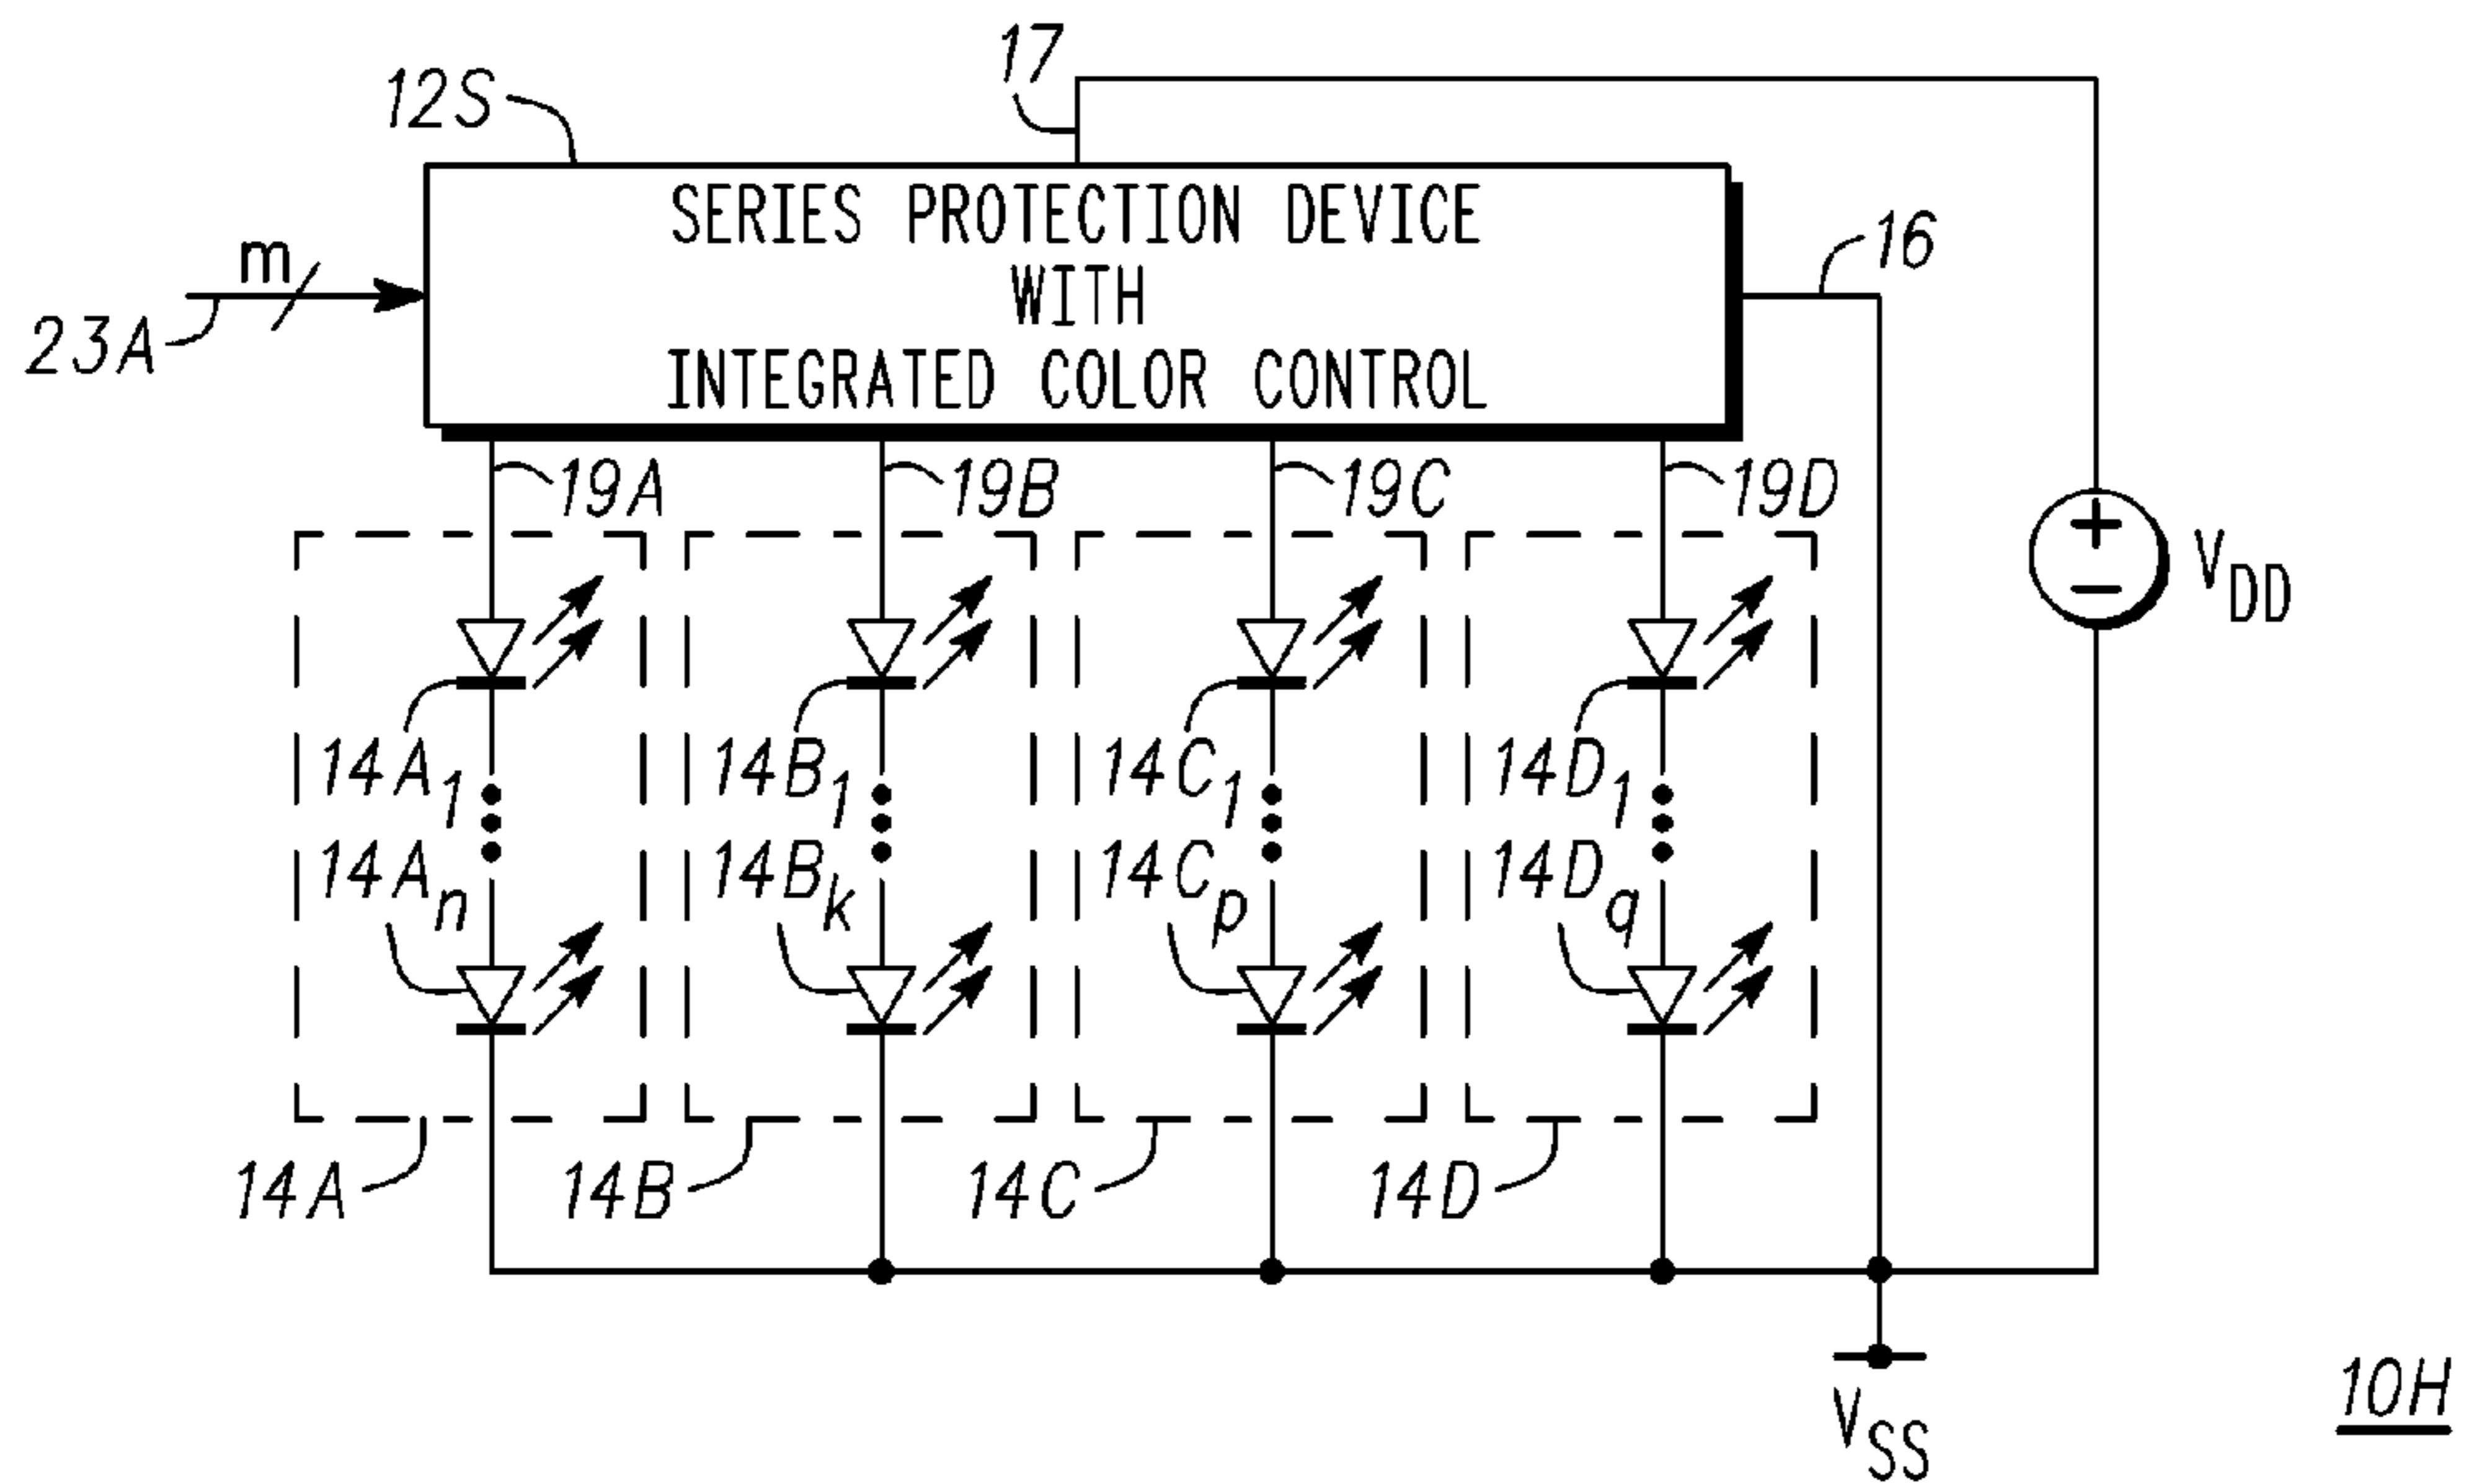 17
12S
SERIES PROTECTION DEVICE
WITH
INTEGRATED COLOR CONTROL
16
m
23A
19A 19B 19C 19D
+
−
VDD
14A1 14B1 14C1 14D1
14An 14Bk 14Cp 14Dq
14A 14B 14C 14D
VSS
10H